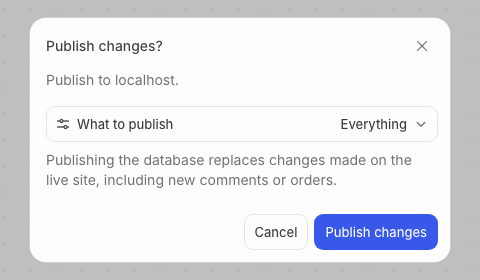 Publish changes?
Publish to localhost.
What to publish Everything
Publishing the database replaces changes made on the
live site, including new comments or orders.
Cancel Publish changes